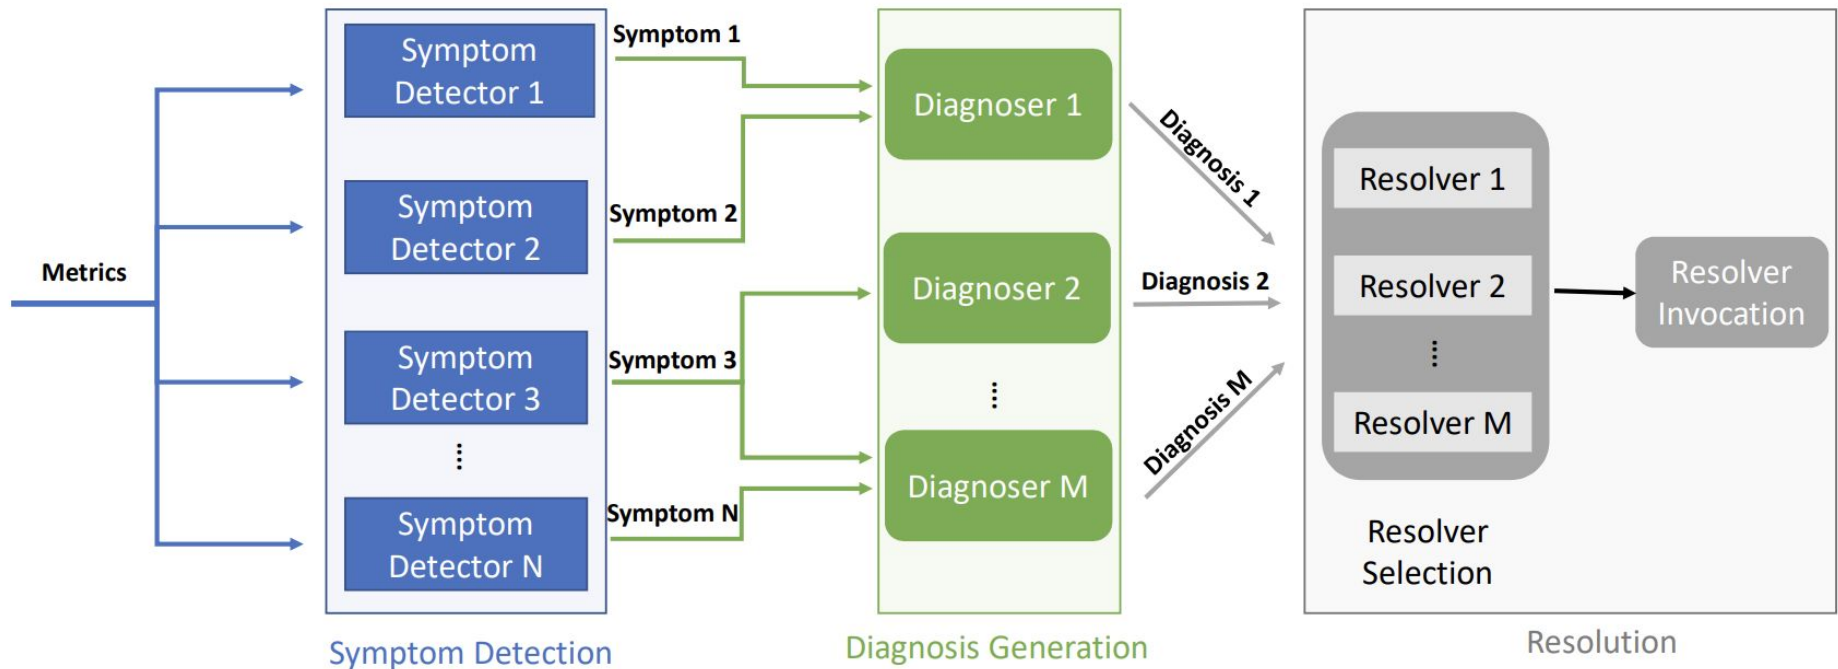 Metrics
Symptom
Detector 1
Symptom
Detector 2
Symptom
Detector 3
Symptom
Detector N
Symptom Detection
Symptom 1
Symptom 2
Symptom 3
Symptom N
Diagnoser 1
Diagnoser 2
Diagnoser M
Diagnosis Generation
Diagnosis 1
Diagnosis 2
Diagnosis M
Resolver 1
Resolver 2
Resolver M
Resolver
Selection
Resolver
Invocation
Resolution